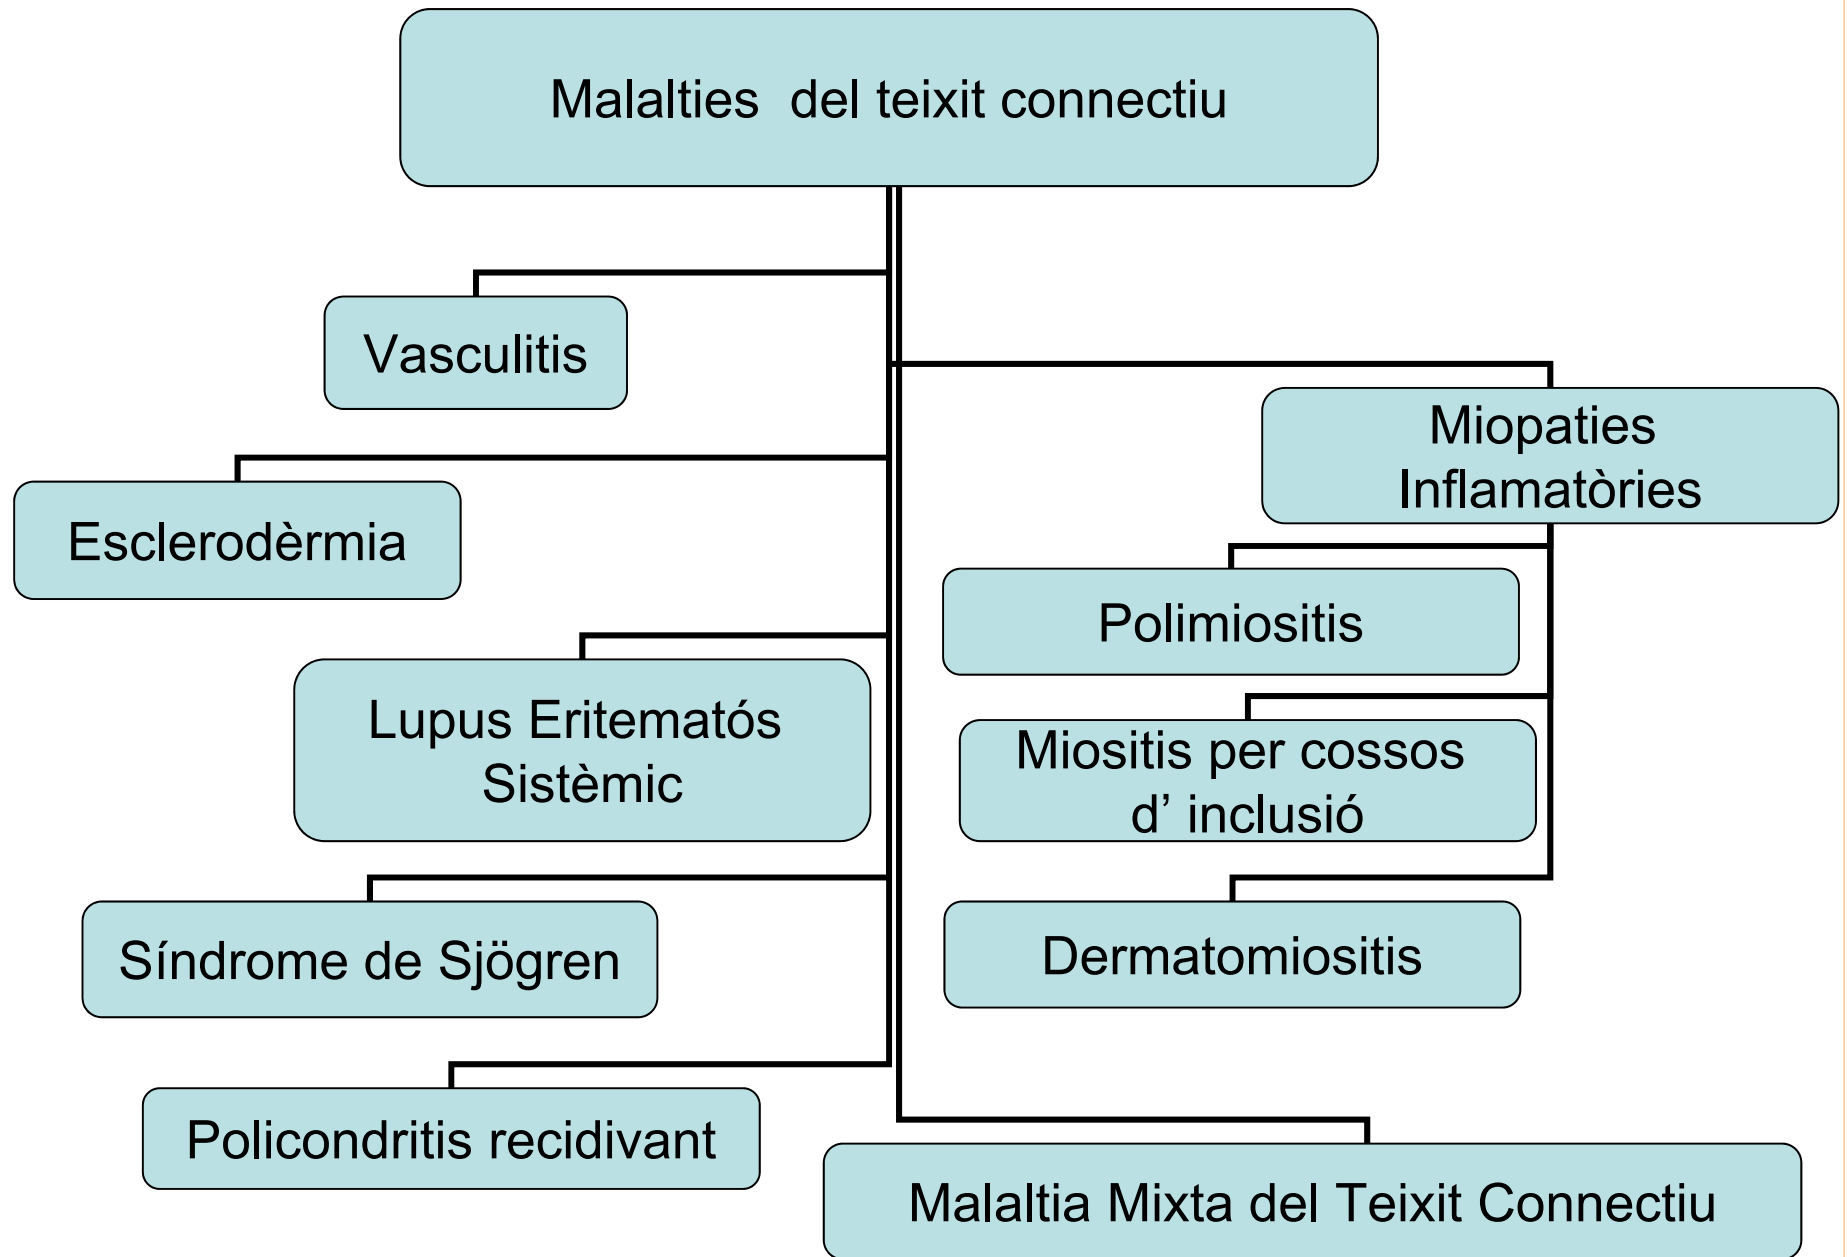 Malalties  del teixit connectiu
Vasculitis
Miopaties
Inflamatòries
Esclerodèrmia
Polimiositis
Lupus Eritematós
Sistèmic
Miositis per cossos
d’ inclusió
Síndrome de Sjögren
Dermatomiositis
Policondritis recidivant
Malaltia Mixta del Teixit Connectiu